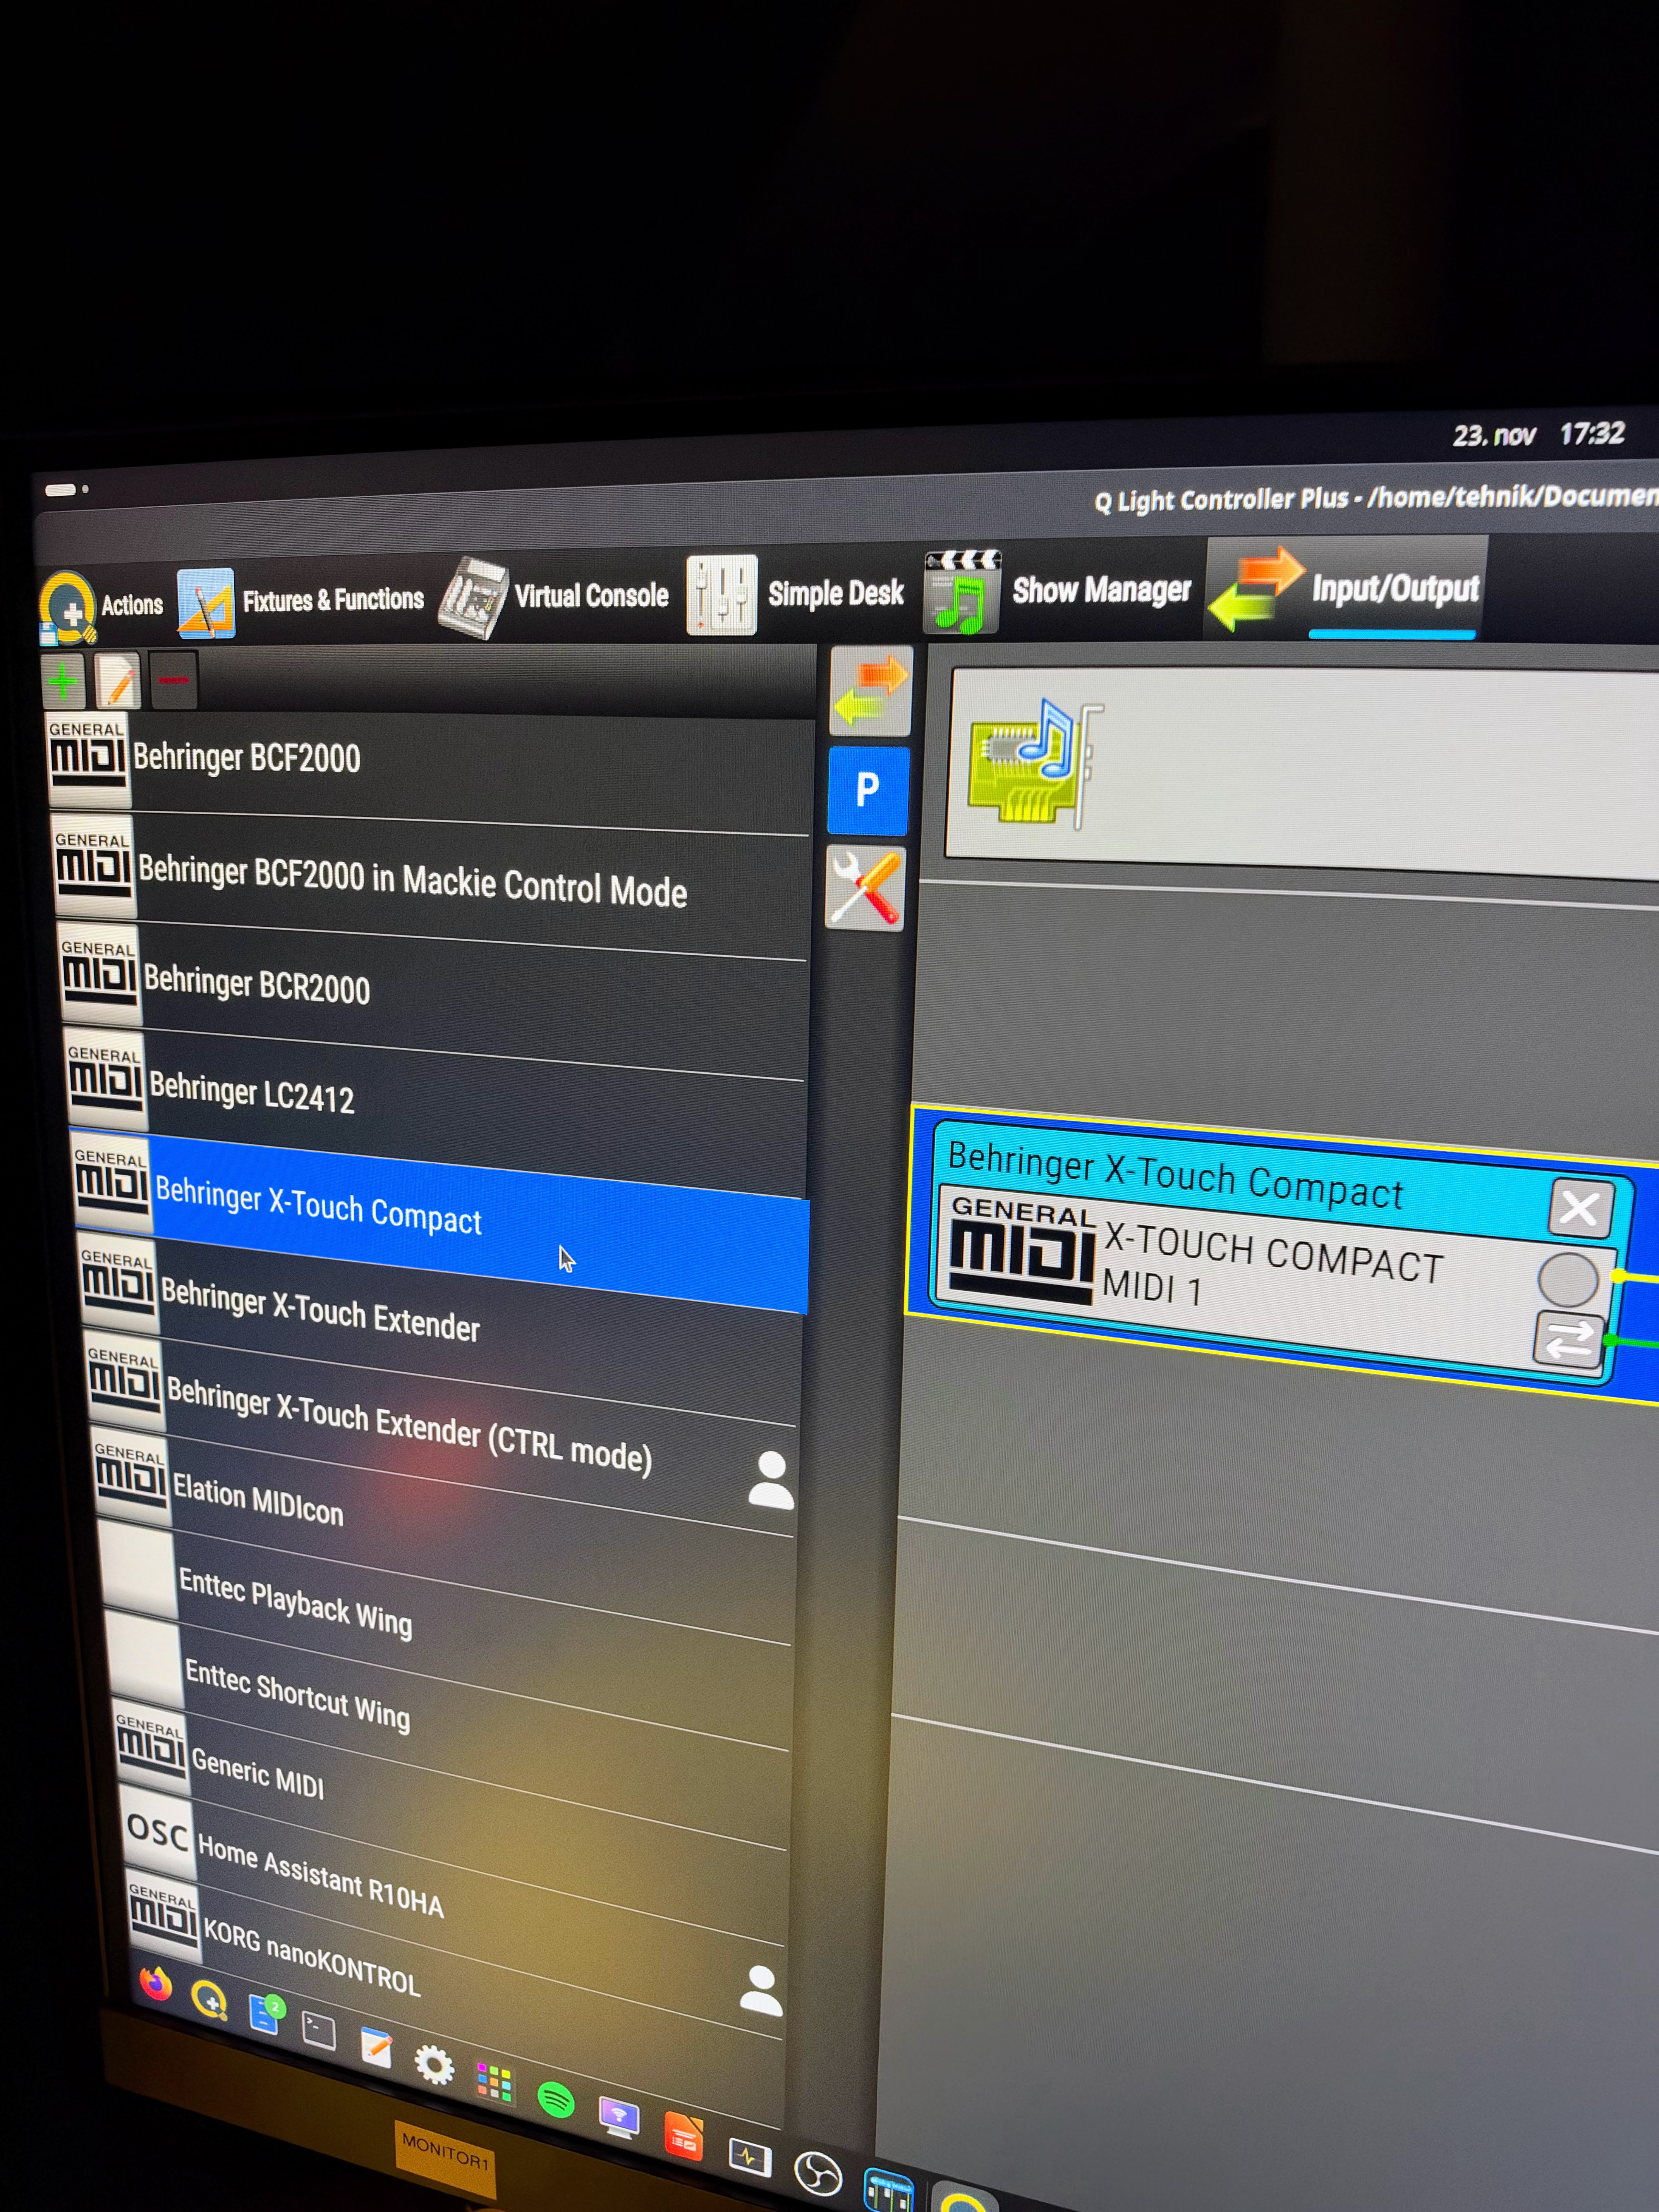 23. nov 17:32
Q Light Controller Plus - /home/tehnik/Documen
Actions
Fixtures & Functions
Virtual Console
Simple Desk
Show Manager
Input/Output
GENERAL MIDI Behringer BCF2000
GENERAL MIDI Behringer BCF2000 in Mackie Control Mode
GENERAL MIDI Behringer BCR2000
GENERAL MIDI Behringer LC2412
GENERAL MIDI Behringer X-Touch Compact
GENERAL MIDI Behringer X-Touch Extender
GENERAL MIDI Behringer X-Touch Extender (CTRL mode)
GENERAL MIDI Elation MIDIcon
Enttec Playback Wing
Enttec Shortcut Wing
GENERAL MIDI Generic MIDI
OSC Home Assistant R10HA
GENERAL MIDI KORG nanoKONTROL
P
Behringer X-Touch Compact
GENERAL MIDI
X-TOUCH COMPACT
MIDI 1
2
MONITOR1